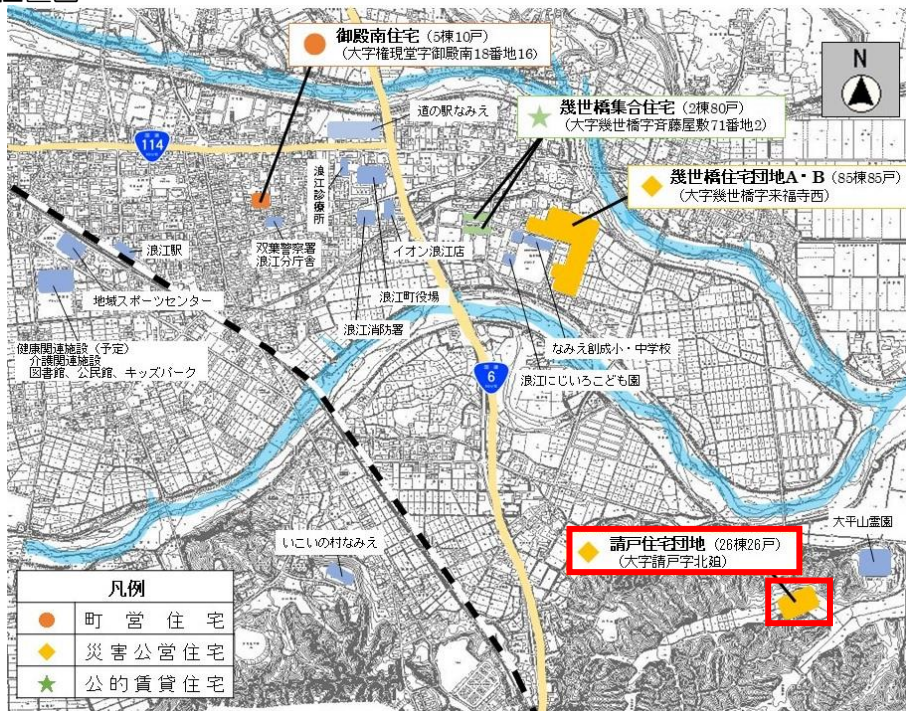 御殿南住宅 (5棟10戸)
(大字権現堂字御殿南18番地16)
N
道の駅なみえ
幾世橋集合住宅 (2棟80戸)
(大字幾世橋字斉藤屋敷71番地2)
国道
114
浪江診療所
幾世橋住宅団地A・B (85棟85戸)
(大字幾世橋字来福寺西)
双葉警察署
浪江分庁舎
イオン浪江店
浪江駅
地域スポーツセンター
浪江町役場
浪江消防署
健康関連施設(予定)
介護関連施設
図書館、公民館、キッズパーク
なみえ創成小・中学校
国道
6
浪江にじいろこども園
大平山霊園
請戸住宅団地 (26棟26戸)
(大字請戸字北迫)
いこいの村なみえ
凡例
町営住宅
災害公営住宅
公的賃貸住宅